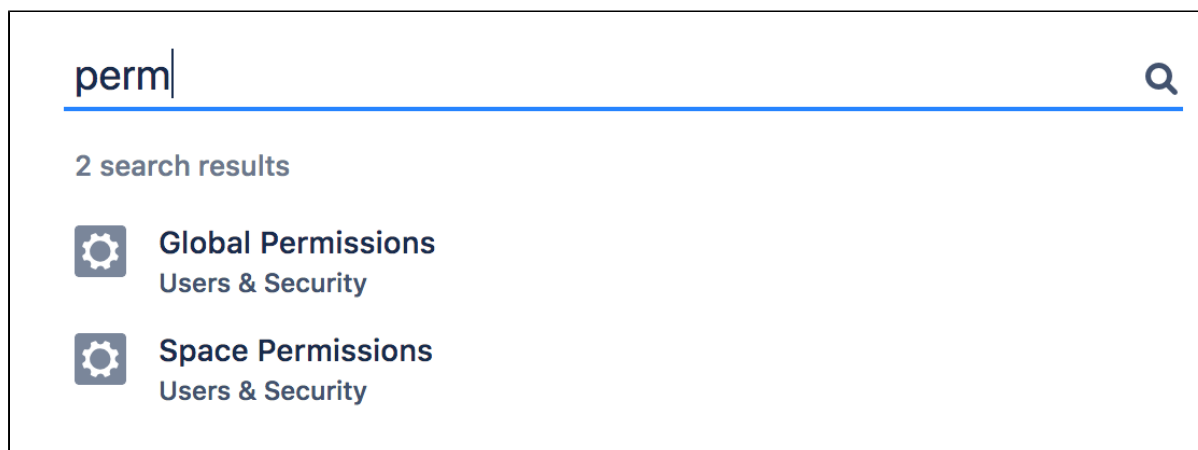 perm
2 search results
Global Permissions
Users & Security
Space Permissions
Users & Security